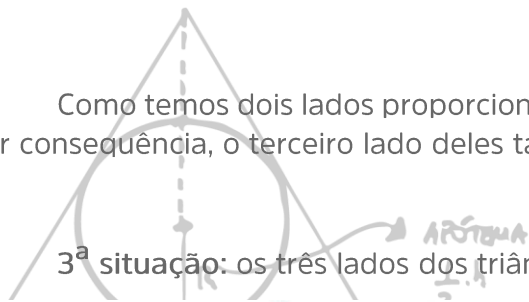 Como temos dois lados proporcion
r consequência, o terceiro lado deles ta
APÓTEMA
3ª situação: os três lados dos triân
R